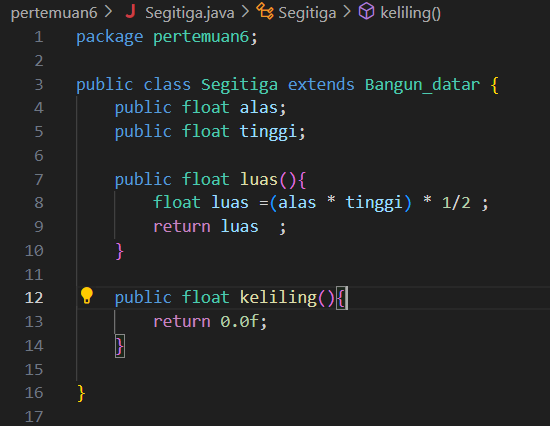 pertemuan6 > J Segitiga.java > Segitiga > keliling()
1 package pertemuan6;
2
3 public class Segitiga extends Bangun_datar {
4     public float alas;
5     public float tinggi;
6
7     public float luas(){
8         float luas =(alas * tinggi) * 1/2 ;
9         return luas  ;
10     }
11
12     public float keliling(){
13         return 0.0f;
14     }
15
16 }
17